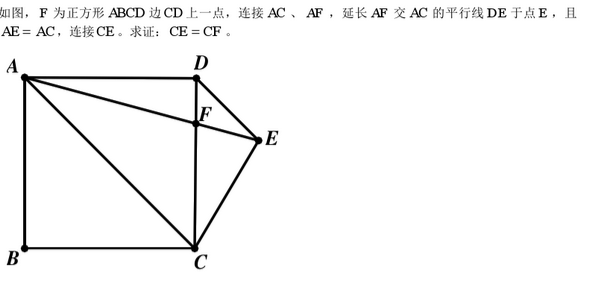 如图，F 为正方形 ABCD 边 CD 上一点，连接 AC 、 AF ，延长 AF 交 AC 的平行线 DE 于点 E ，且
AE = AC，连接 CE 。求证： CE = CF 。
A
D
F
E
B
C